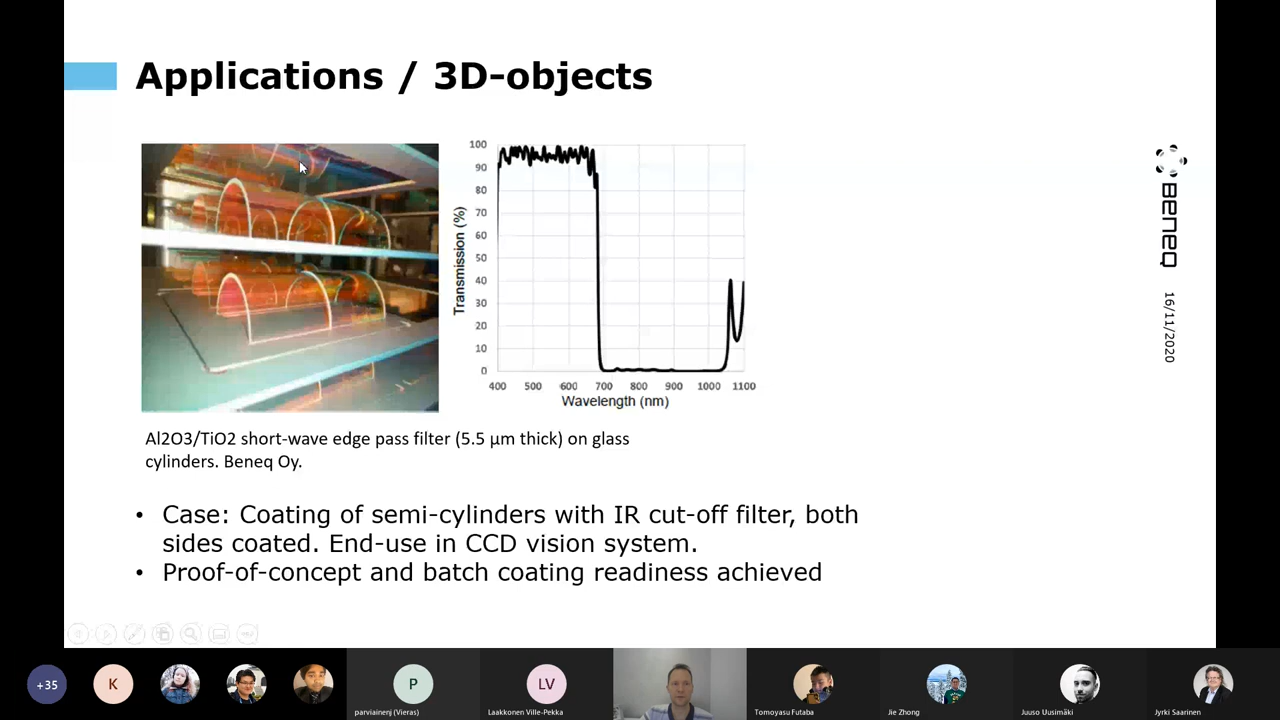 Applications / 3D-objects
100
90
80
70
60
50
40
30
20
10
0
Transmission (%)
400 500 600 700 800 900 1000 1100
Wavelength (nm)
BENEQ
16/11/2020
Al2O3/TiO2 short-wave edge pass filter (5.5 µm thick) on glass
cylinders. Beneq Oy.
• Case: Coating of semi-cylinders with IR cut-off filter, both
sides coated. End-use in CCD vision system.
• Proof-of-concept and batch coating readiness achieved
+35
K
P
LV
parviainenj (Vieras)
Laakkonen Ville-Pekka
Tomoyasu Futaba
Jie Zhong
Juuso Uusimäki
Jyrki Saarinen